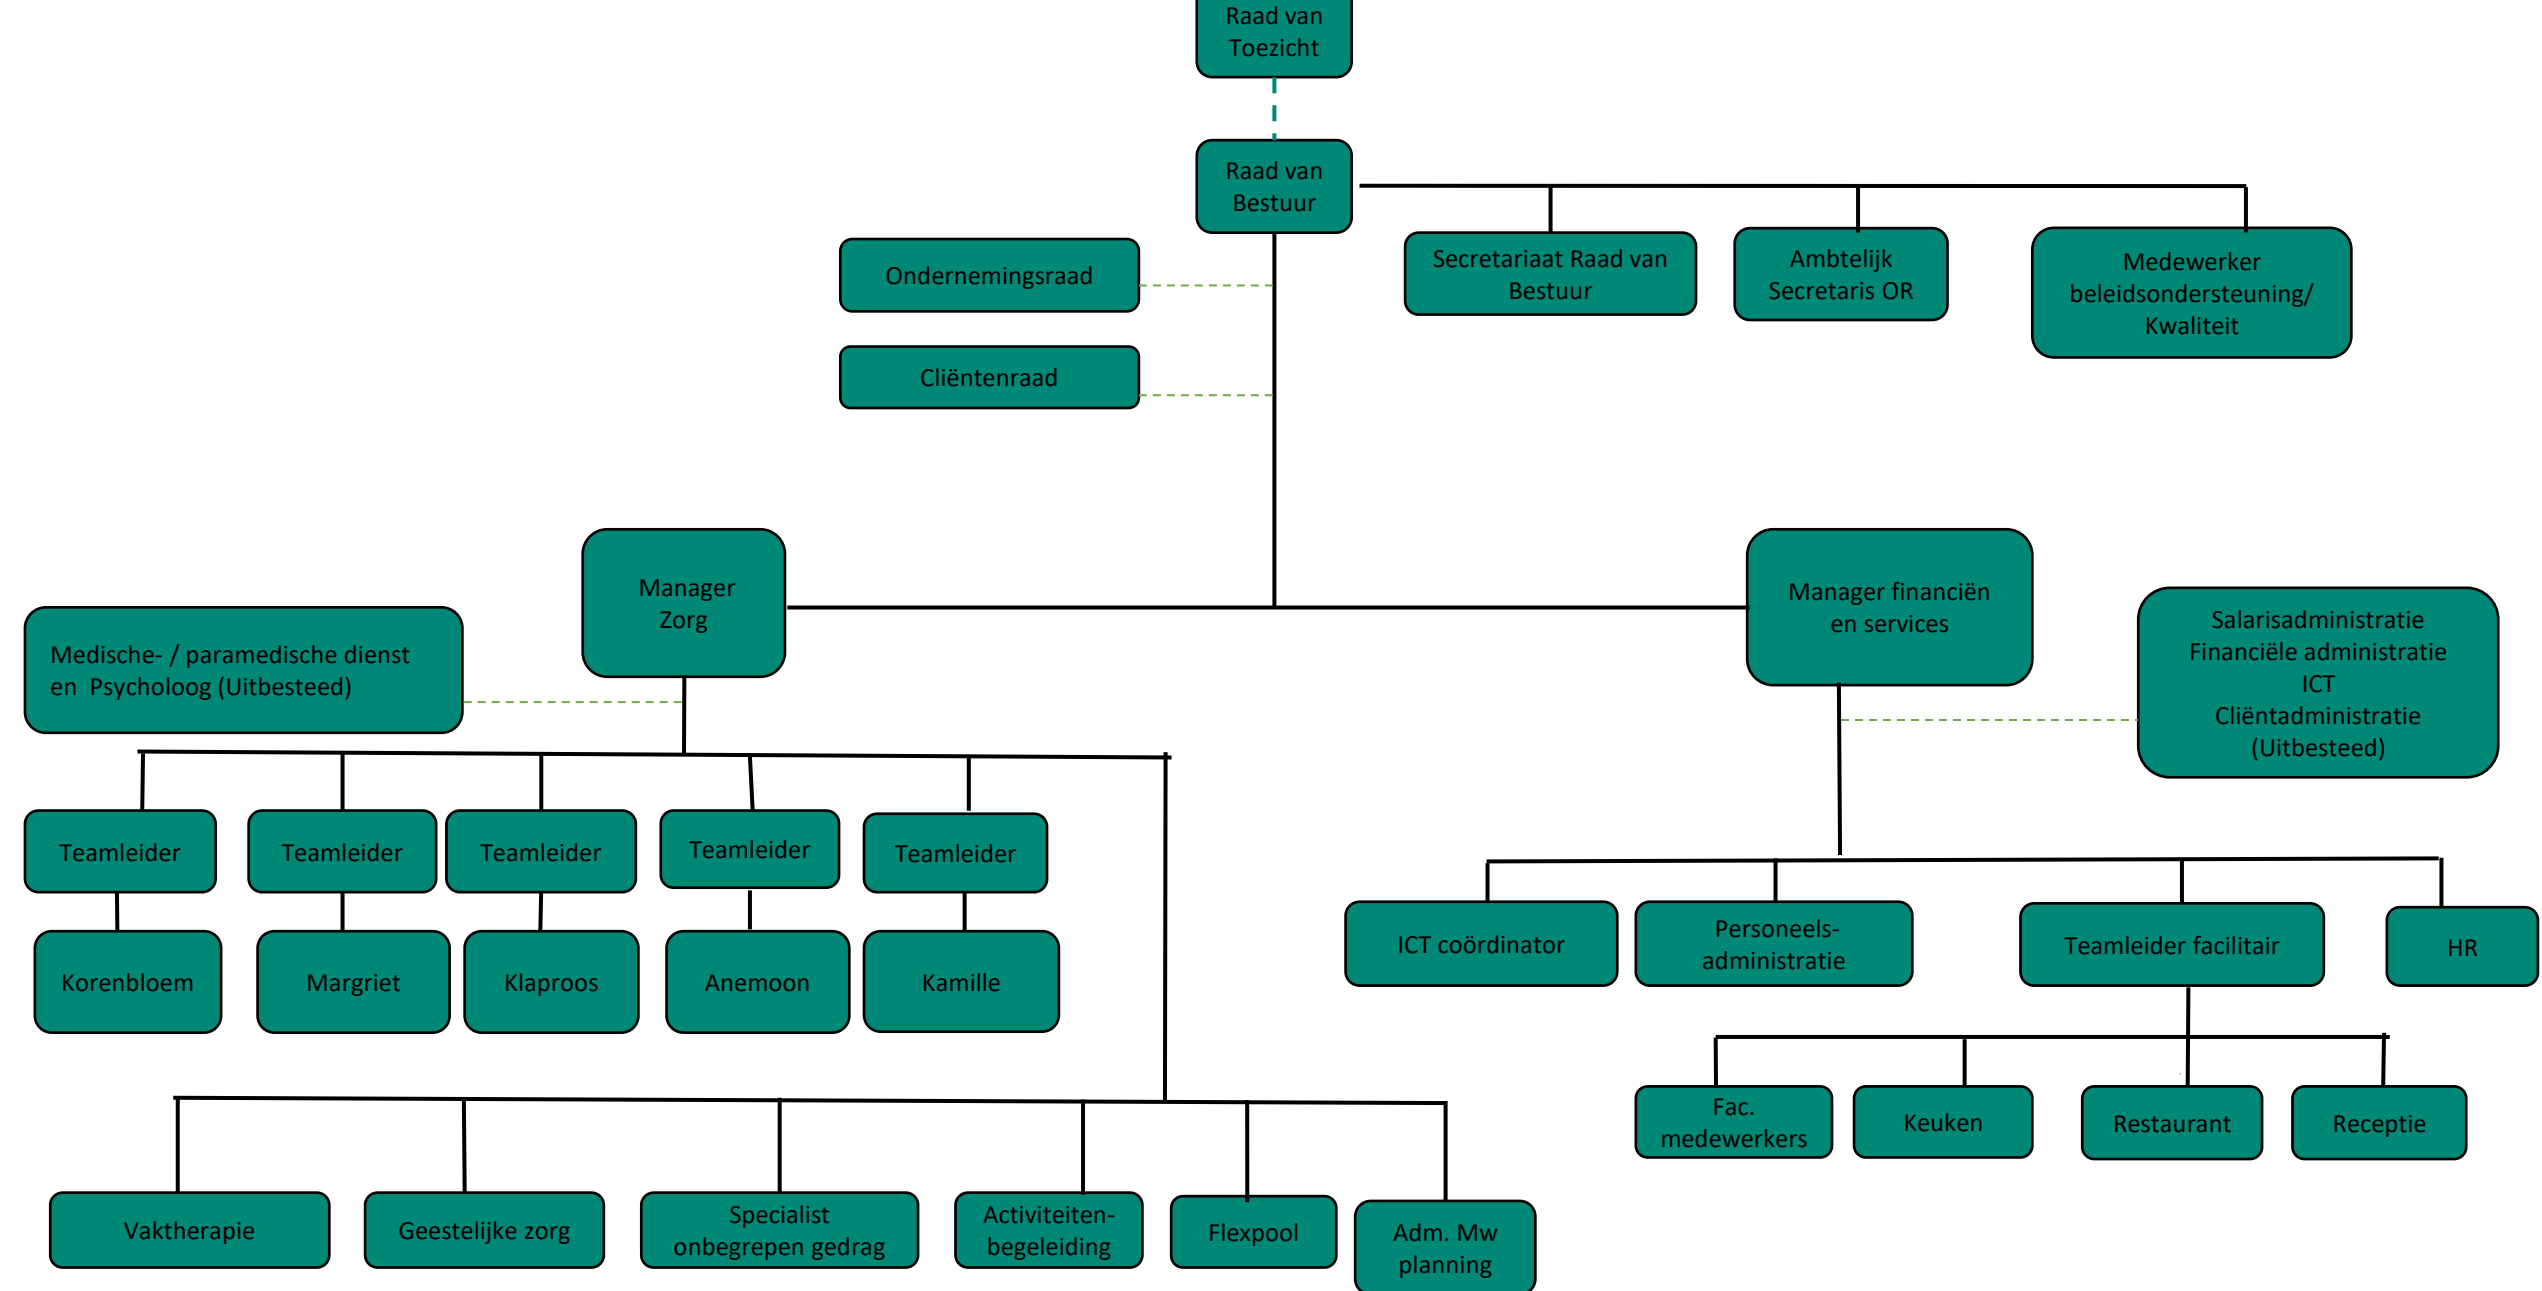 Raad van
Toezicht
Raad van
Bestuur
Ondernemingsraad
Secretariaat Raad van
Bestuur
Ambtelijk
Secretaris OR
Medewerker
beleidsondersteuning/
Kwaliteit
Cliëntenraad
Manager
Zorg
Manager financiën
en services
Medische- / paramedische dienst
en  Psycholoog (Uitbesteed)
Salarisadministratie
Financiële administratie
ICT
Cliëntadministratie
(Uitbesteed)
Teamleider
Teamleider
Teamleider
Teamleider
Teamleider
Korenbloem
Margriet
Klaproos
Anemoon
Kamille
ICT coördinator
Personeels-
administratie
Teamleider facilitair
HR
Fac.
medewerkers
Keuken
Restaurant
Receptie
Vaktherapie
Geestelijke zorg
Specialist
onbegrepen gedrag
Activiteiten-
begeleiding
Flexpool
Adm. Mw
planning